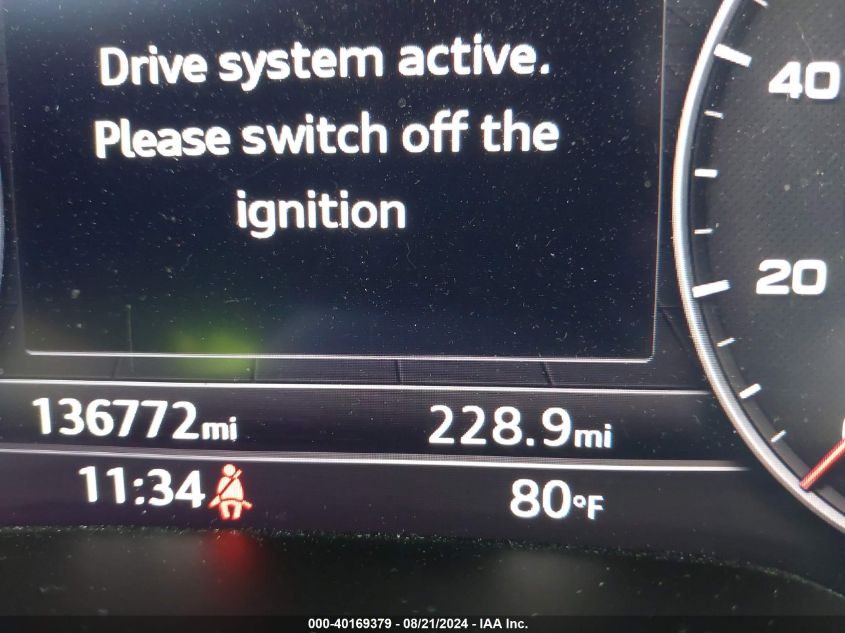 Drive system active.
Please switch off the
ignition
40
20
136772mi
228.9mi
11:34
80°F
000-40169379 - 08/21/2024 - IAA Inc.